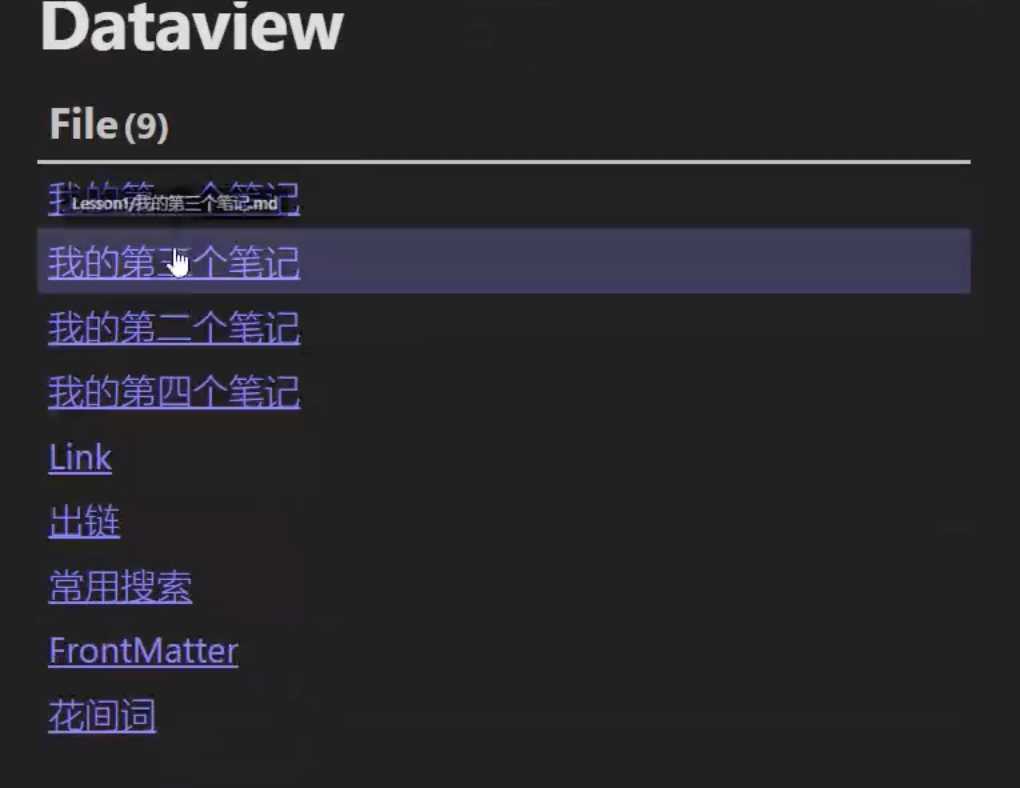 Dataview
File (9)
我的第一个笔记
Lesson1/我的第三个笔记.md
我的第三个笔记
我的第二个笔记
我的第四个笔记
Link
出链
常用搜索
FrontMatter
花间词